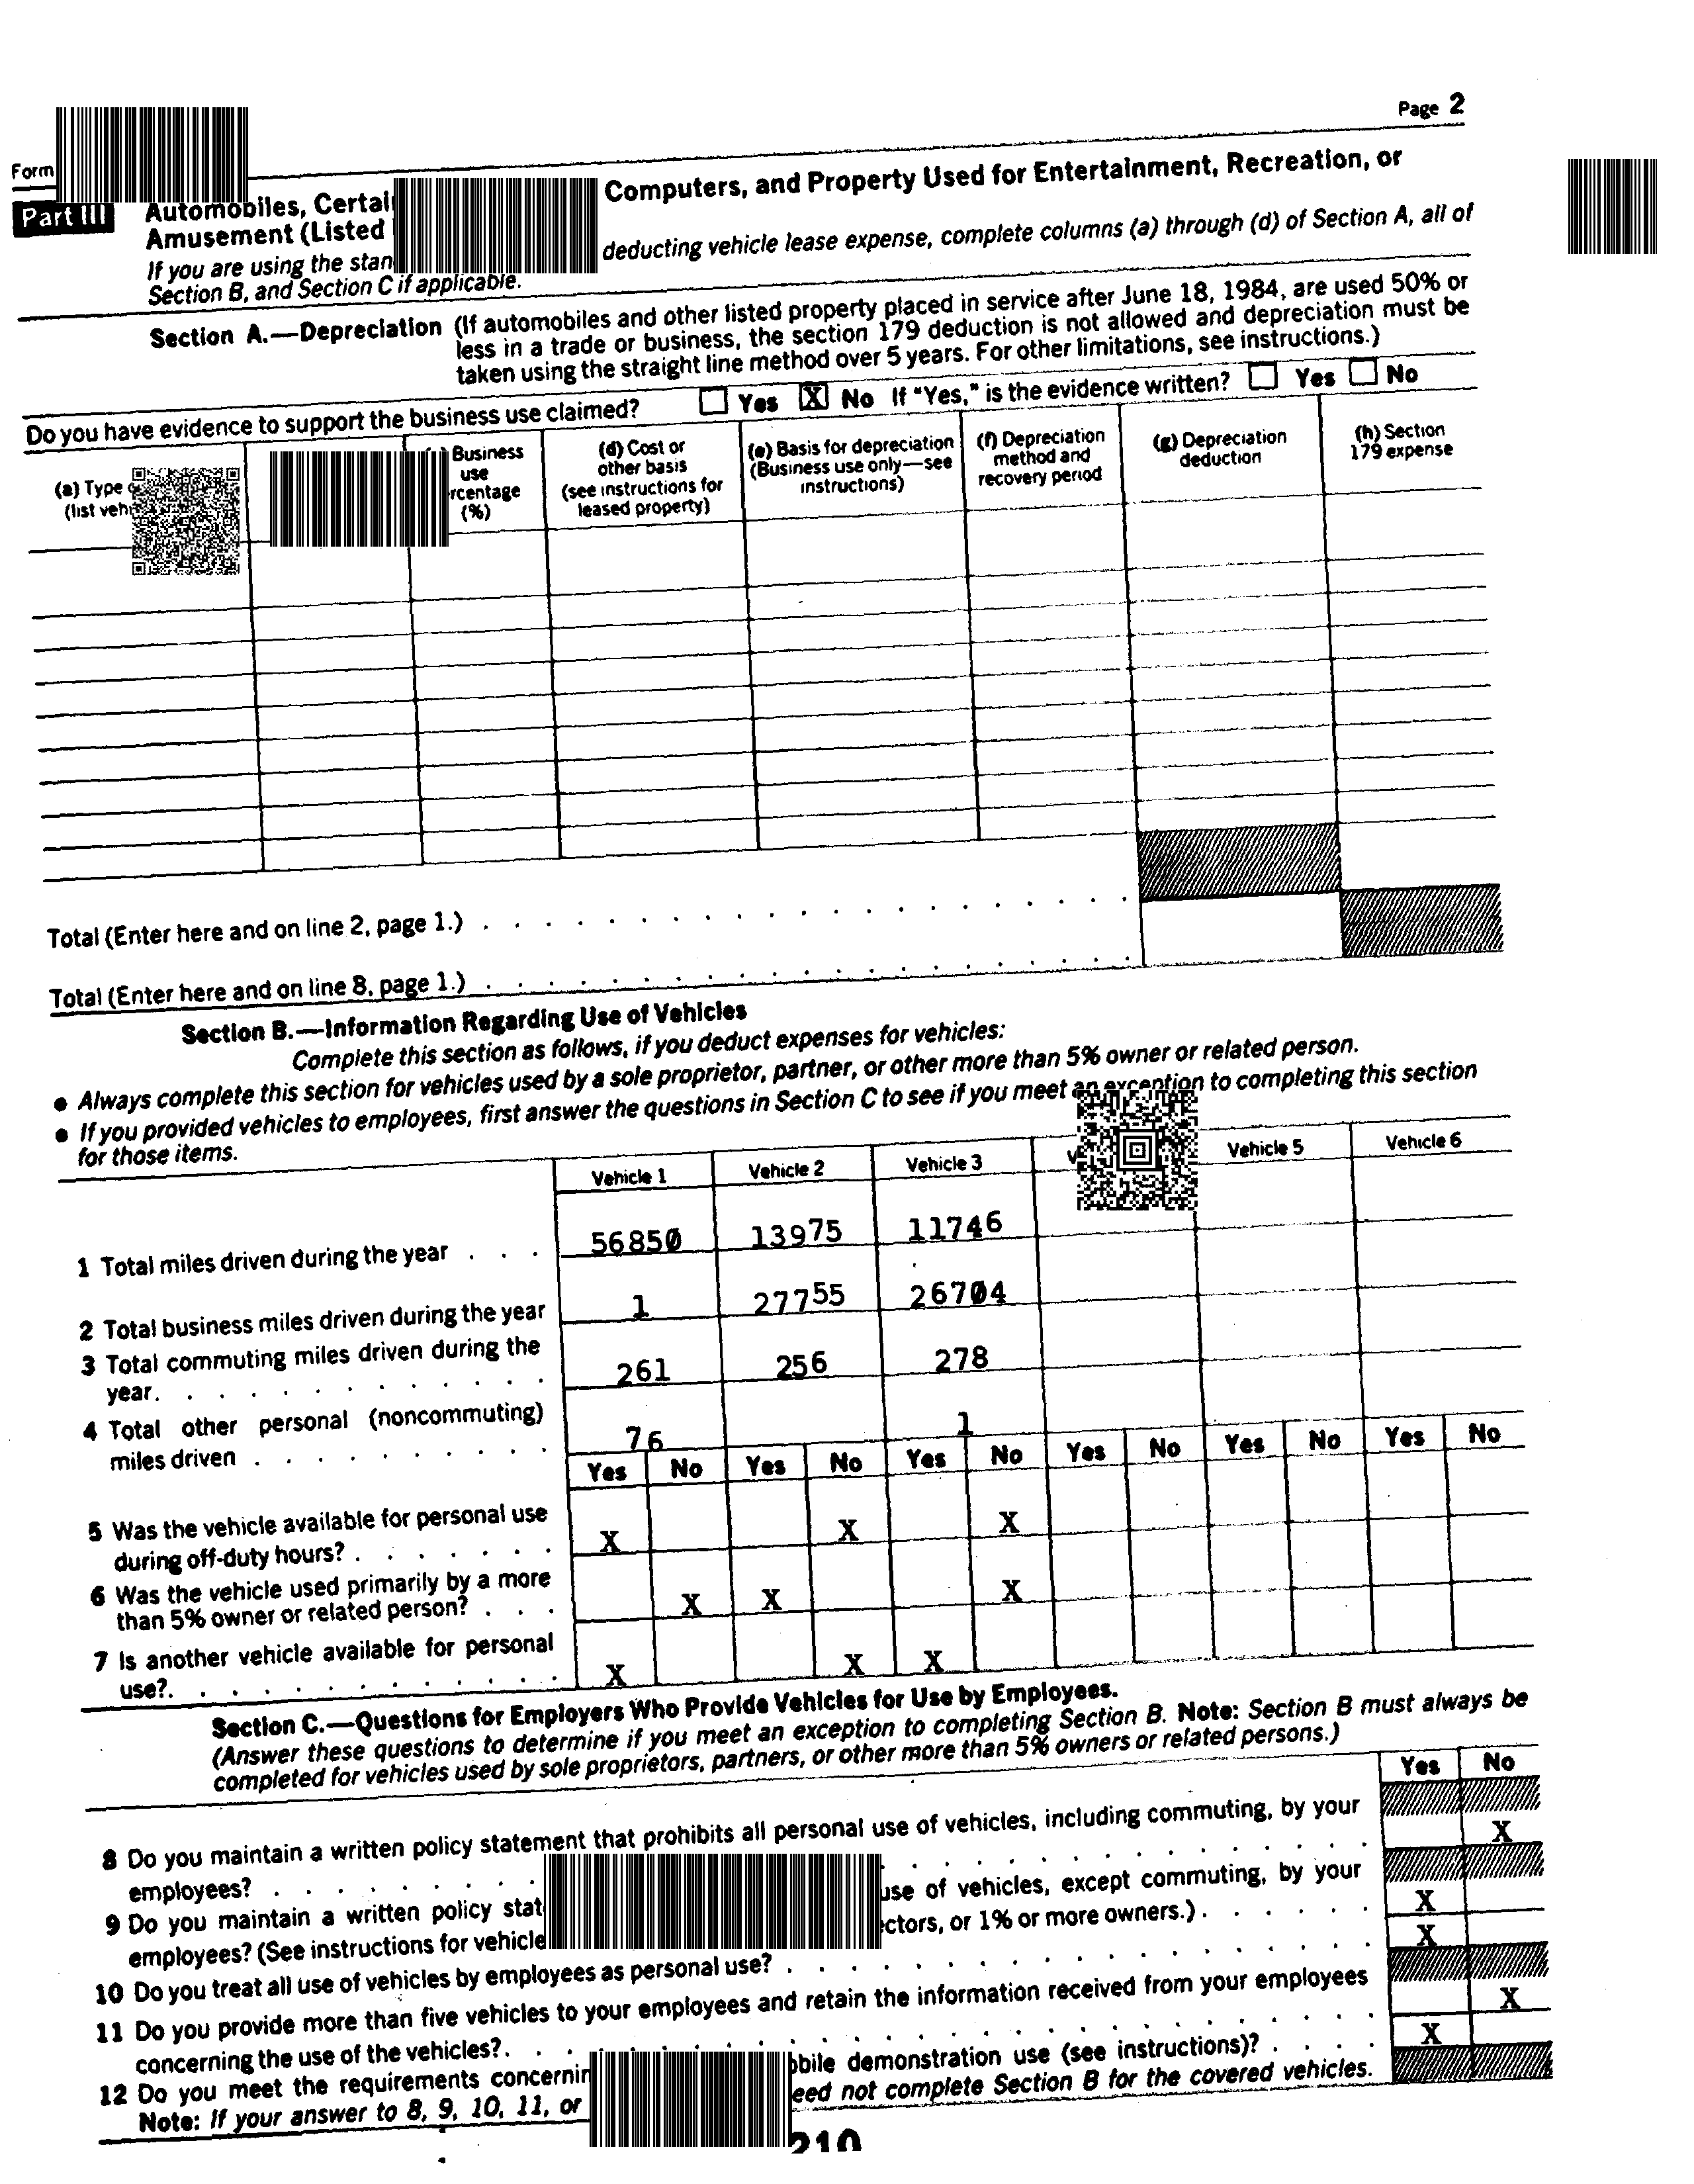 Page 2
Form
Part III Automobiles, Certai Computers, and Property Used for Entertainment, Recreation, or
Amusement (Listed
If you are using the stan deducting vehicle lease expense, complete columns (a) through (d) of Section A, all of
Section B, and Section C if applicable.
Section A.—Depreciation (If automobiles and other listed property placed in service after June 18, 1984, are used 50% or
less in a trade or business, the section 179 deduction is not allowed and depreciation must be
taken using the straight line method over 5 years. For other limitations, see instructions.)
Do you have evidence to support the business use claimed? Yes X No If "Yes," is the evidence written? Yes No
(a) Type
(list vehi
Business
use
rcentage
(%)
(d) Cost or
other basis
(see instructions for
leased property)
(e) Basis for depreciation
(Business use only—see
instructions)
(f) Depreciation
method and
recovery period
(g) Depreciation
deduction
(h) Section
179 expense
Total (Enter here and on line 2, page 1.)
Total (Enter here and on line 8, page 1.)
Section B.—Information Regarding Use of Vehicles
Complete this section as follows, if you deduct expenses for vehicles:
● Always complete this section for vehicles used by a sole proprietor, partner, or other more than 5% owner or related person.
● If you provided vehicles to employees, first answer the questions in Section C to see if you meet an exception to completing this section
for those items.
Vehicle 1 Vehicle 2 Vehicle 3 V Vehicle 5 Vehicle 6
1 Total miles driven during the year . . . 56850 13975 11746
2 Total business miles driven during the year 1 27755 26704
3 Total commuting miles driven during the
year. 261 256 278
4 Total other personal (noncommuting)
miles driven 76 1
Yes No Yes No Yes No Yes No Yes No Yes No
5 Was the vehicle available for personal use
during off-duty hours? X X X
6 Was the vehicle used primarily by a more
than 5% owner or related person? X X X
7 Is another vehicle available for personal
use? X X X
Section C.—Questions for Employers Who Provide Vehicles for Use by Employees.
(Answer these questions to determine if you meet an exception to completing Section B. Note: Section B must always be
completed for vehicles used by sole proprietors, partners, or other more than 5% owners or related persons.)
Yes No
8 Do you maintain a written policy statement that prohibits all personal use of vehicles, including commuting, by your
employees? X
9 Do you maintain a written policy stat use of vehicles, except commuting, by your
employees? (See instructions for vehicle ectors, or 1% or more owners.) X
10 Do you treat all use of vehicles by employees as personal use? X
11 Do you provide more than five vehicles to your employees and retain the information received from your employees
concerning the use of the vehicles? X
12 Do you meet the requirements concernin obile demonstration use (see instructions)? X
Note: If your answer to 8, 9, 10, 11, or eed not complete Section B for the covered vehicles.
210